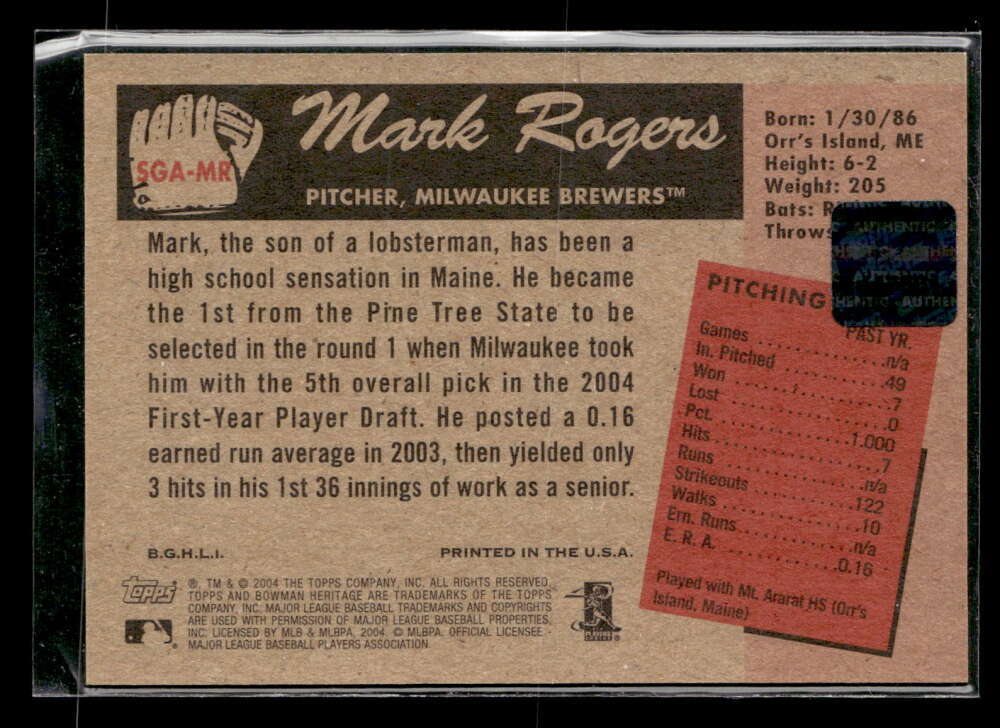 SGA-MR
Mark Rogers
PITCHER, MILWAUKEE BREWERS™
Born: 1/30/86
Orr's Island, ME
Height: 6-2
Weight: 205
Bats:
Throws
AUTHENTIC
AUTHENTIC
Mark, the son of a lobsterman, has been a
high school sensation in Maine. He became
the 1st from the Pine Tree State to be
selected in the round 1 when Milwaukee took
him with the 5th overall pick in the 2004
First-Year Player Draft. He posted a 0.16
earned run average in 2003, then yielded only
3 hits in his 1st 36 innings of work as a senior.
PITCHING
PAST YR.
Games n/a
In. Pitched 49
Won 7
Lost 0
Pct. 1.000
Hits 7
Runs n/a
Strikeouts 122
Walks 10
Ern. Runs n/a
E. R. A. 0.16
Played with Mt. Ararat HS (Orr's
Island, Maine)
B.G.H.L.I. PRINTED IN THE U.S.A.
Topps
®, TM & © 2004 THE TOPPS COMPANY, INC. ALL RIGHTS RESERVED.
TOPPS AND BOWMAN HERITAGE ARE TRADEMARKS OF THE TOPPS
COMPANY, INC. MAJOR LEAGUE BASEBALL TRADEMARKS AND COPYRIGHTS
ARE USED WITH PERMISSION OF MAJOR LEAGUE BASEBALL PROPERTIES,
INC. LICENSED BY MLB & MLBPA, 2004. © MLBPA. OFFICIAL LICENSEE -
MAJOR LEAGUE BASEBALL PLAYERS ASSOCIATION.